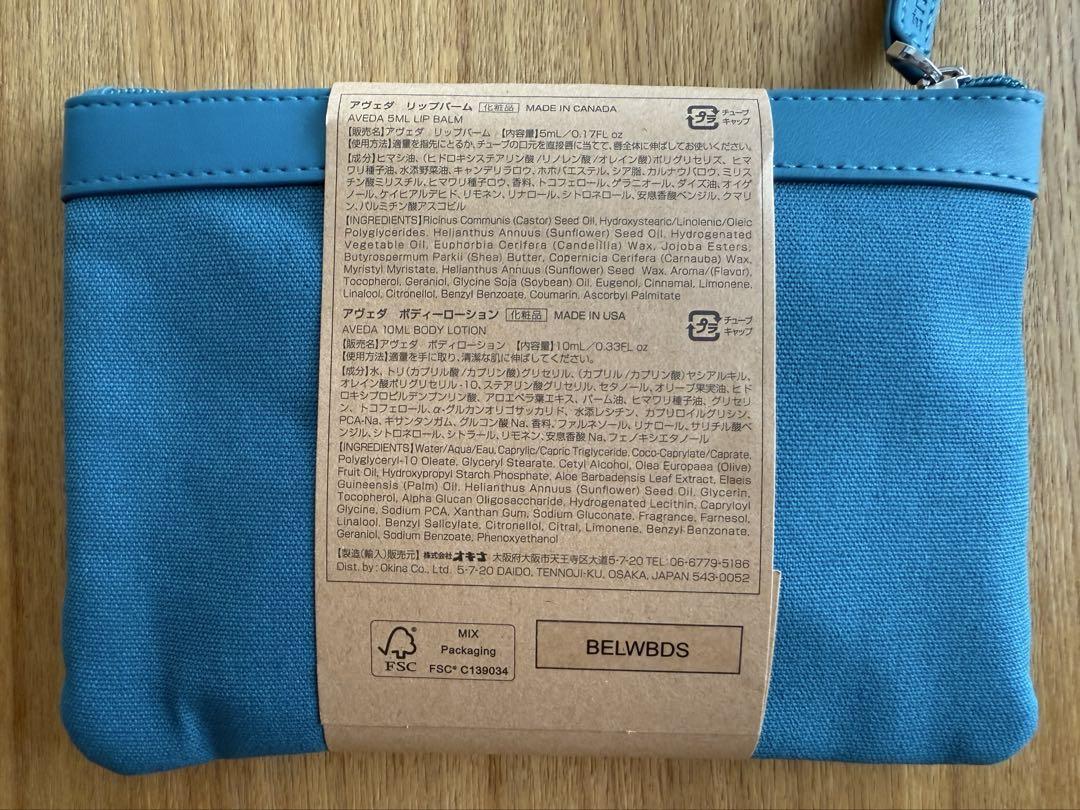 アヴェダ リップバーム 化粧品 MADE IN CANADA
AVEDA 5ML LIP BALM
プラ チューブ キャップ
【販売名】アヴェダ リップバーム 【内容量】5mL/0.17FL oz
【使用方法】適量を指先にとるか、チューブの口元を直接唇に当てて、唇全体に伸ばしてお使いください。
【成分】ヒマシ油、(ヒドロキシステアリン酸/リノレン酸/オレイン酸)ポリグリセリズ、ヒマ
ワリ種子油、水添野菜油、キャンデリラロウ、ホホバエステル、シア脂、カルナウバロウ、ミリス
チン酸ミリスチル、ヒマワリ種子ロウ、香料、トコフェロール、ゲラニオール、ダイズ油、オイゲ
ノール、ケイヒアルデヒド、リモネン、リナロール、シトロネロール、安息香酸ベンジル、クマリ
ン、パルミチン酸アスコビル
【INGREDIENTS】Ricinus Communis (Castor) Seed Oil, Hydroxystearic/Linolenic/Oleic
Polyglycerides, Helianthus Annuus (Sunflower) Seed Oil, Hydrogenated
Vegetable Oil, Euphorbia Cerifera (Candelillia) Wax, Jojoba Esters,
Butyrospermum Parkii (Shea) Butter, Copernicia Cerifera (Carnauba) Wax,
Myristyl Myristate, Helianthus Annuus (Sunflower) Seed Wax, Aroma/(Flavor),
Tocopherol, Geraniol, Glycine Soja (Soybean) Oil, Eugenol, Cinnamal, Limonene,
Linalool, Citronellol, Benzyl Benzoate, Coumarin, Ascorbyl Palmitate
アヴェダ ボディーローション 化粧品 MADE IN USA
AVEDA 10ML BODY LOTION
プラ チューブ キャップ
【販売名】アヴェダ ボディローション 【内容量】10mL/0.33FL oz
【使用方法】適量を手に取り、清潔な肌に伸ばしてください。
【成分】水、トリ(カプリル酸/カプリン酸)グリセリル、(カプリル/カプリン酸)ヤシアルキル、
オレイン酸ポリグリセリル-10、ステアリン酸グリセリル、セタノール、オリーブ果実油、ヒド
ロキシプロピルデンプンリン酸、アロエベラ葉エキス、パーム油、ヒマワリ種子油、グリセリ
ン、トコフェロール、α-グルカンオリゴサッカリド、水添レシチン、カプリロイルグリシン、
PCA-Na、キサンタンガム、グルコン酸Na、香料、ファルネソール、リナロール、サリチル酸ベ
ンジル、シトロネロール、シトラール、リモネン、安息香酸Na、フェノキシエタノール
【INGREDIENTS】Water/Aqua/Eau, Caprylic/Capric Triglyceride, Coco-Caprylate/Caprate,
Polyglyceryl-10 Oleate, Glyceryl Stearate, Cetyl Alcohol, Olea Europaea (Olive)
Fruit Oil, Hydroxypropyl Starch Phosphate, Aloe Barbadensis Leaf Extract, Elaeis
Guineensis (Palm) Oil, Helianthus Annuus (Sunflower) Seed Oil, Glycerin,
Tocopherol, Alpha Glucan Oligosaccharide, Hydrogenated Lecithin, Capryloyl
Glycine, Sodium PCA, Xanthan Gum, Sodium Gluconate, Fragrance, Farnesol,
Linalool, Benzyl Salicylate, Citronellol, Citral, Limonene, Benzyl Benzonate,
Geraniol, Sodium Benzoate, Phenoxyethanol
【製造(輸入)販売元】 株式会社オキナ 大阪府大阪市天王寺区大道5-7-20 TEL:06-6779-5186
Dist. by: Okina Co., Ltd. 5-7-20 DAIDO, TENNOJI-KU, OSAKA, JAPAN 543-0052
FSC
MIX
Packaging
FSC® C139034
BELWBDS